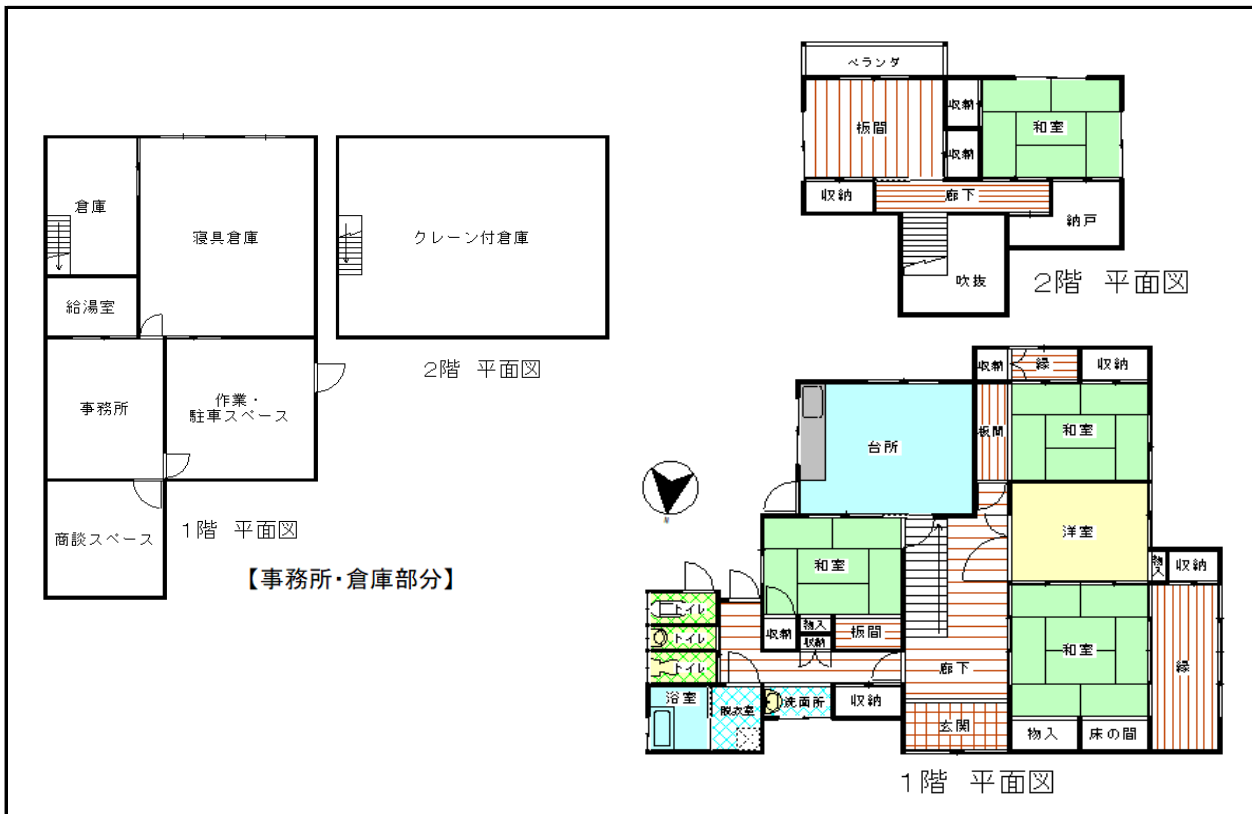 倉庫
寝具倉庫
給湯室
事務所
作業・
駐車スペース
商談スペース
1階 平面図
クレーン付倉庫
2階 平面図
【事務所・倉庫部分】
ベランダ
板間
収納
収納
和室
収納
廊下
納戸
吹抜
2階 平面図
収納
縁
収納
台所
板間
和室
洋室
和室
物入
収納
トイレ
トイレ
トイレ
収納
物入
収納
板間
廊下
和室
縁
浴室
脱衣室
洗面所
収納
玄関
物入
床の間
1階 平面図